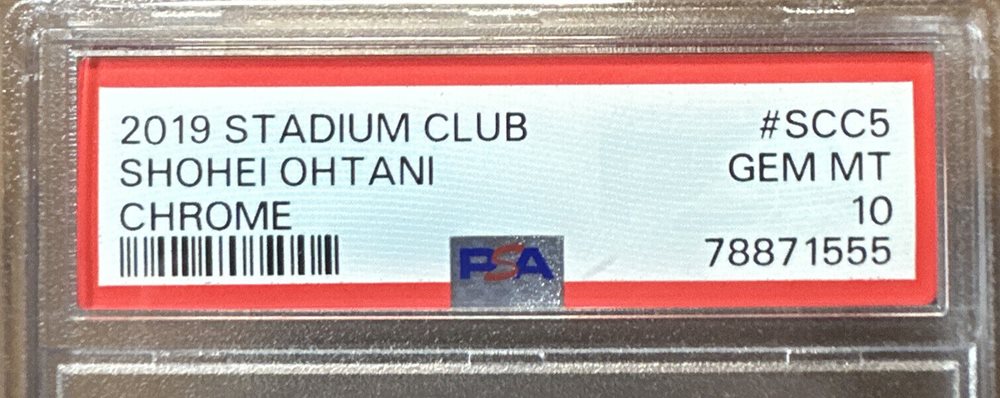 2019 STADIUM CLUB #SCC5
SHOHEI OHTANI GEM MT
CHROME 10
PSA 78871555